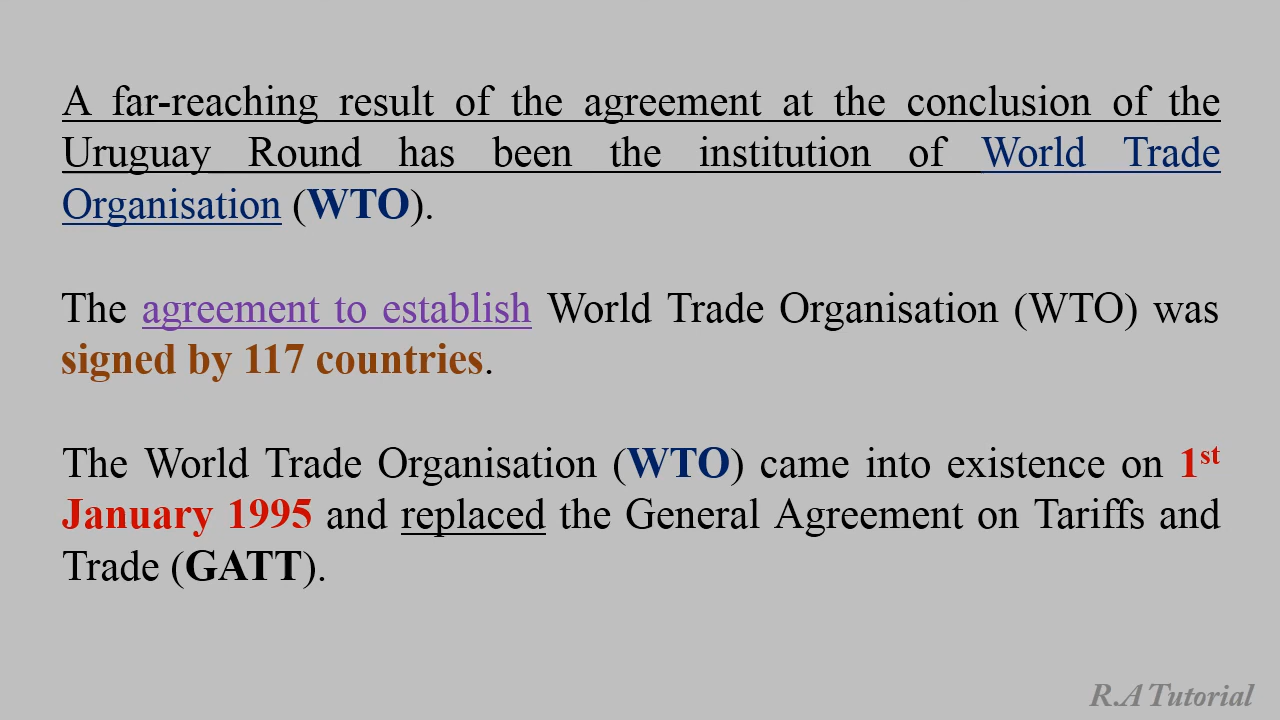 A far-reaching result of the agreement at the conclusion of the
Uruguay Round has been the institution of World Trade
Organisation (WTO).
The agreement to establish World Trade Organisation (WTO) was
signed by 117 countries.
The World Trade Organisation (WTO) came into existence on 1st
January 1995 and replaced the General Agreement on Tariffs and
Trade (GATT).
R.A Tutorial